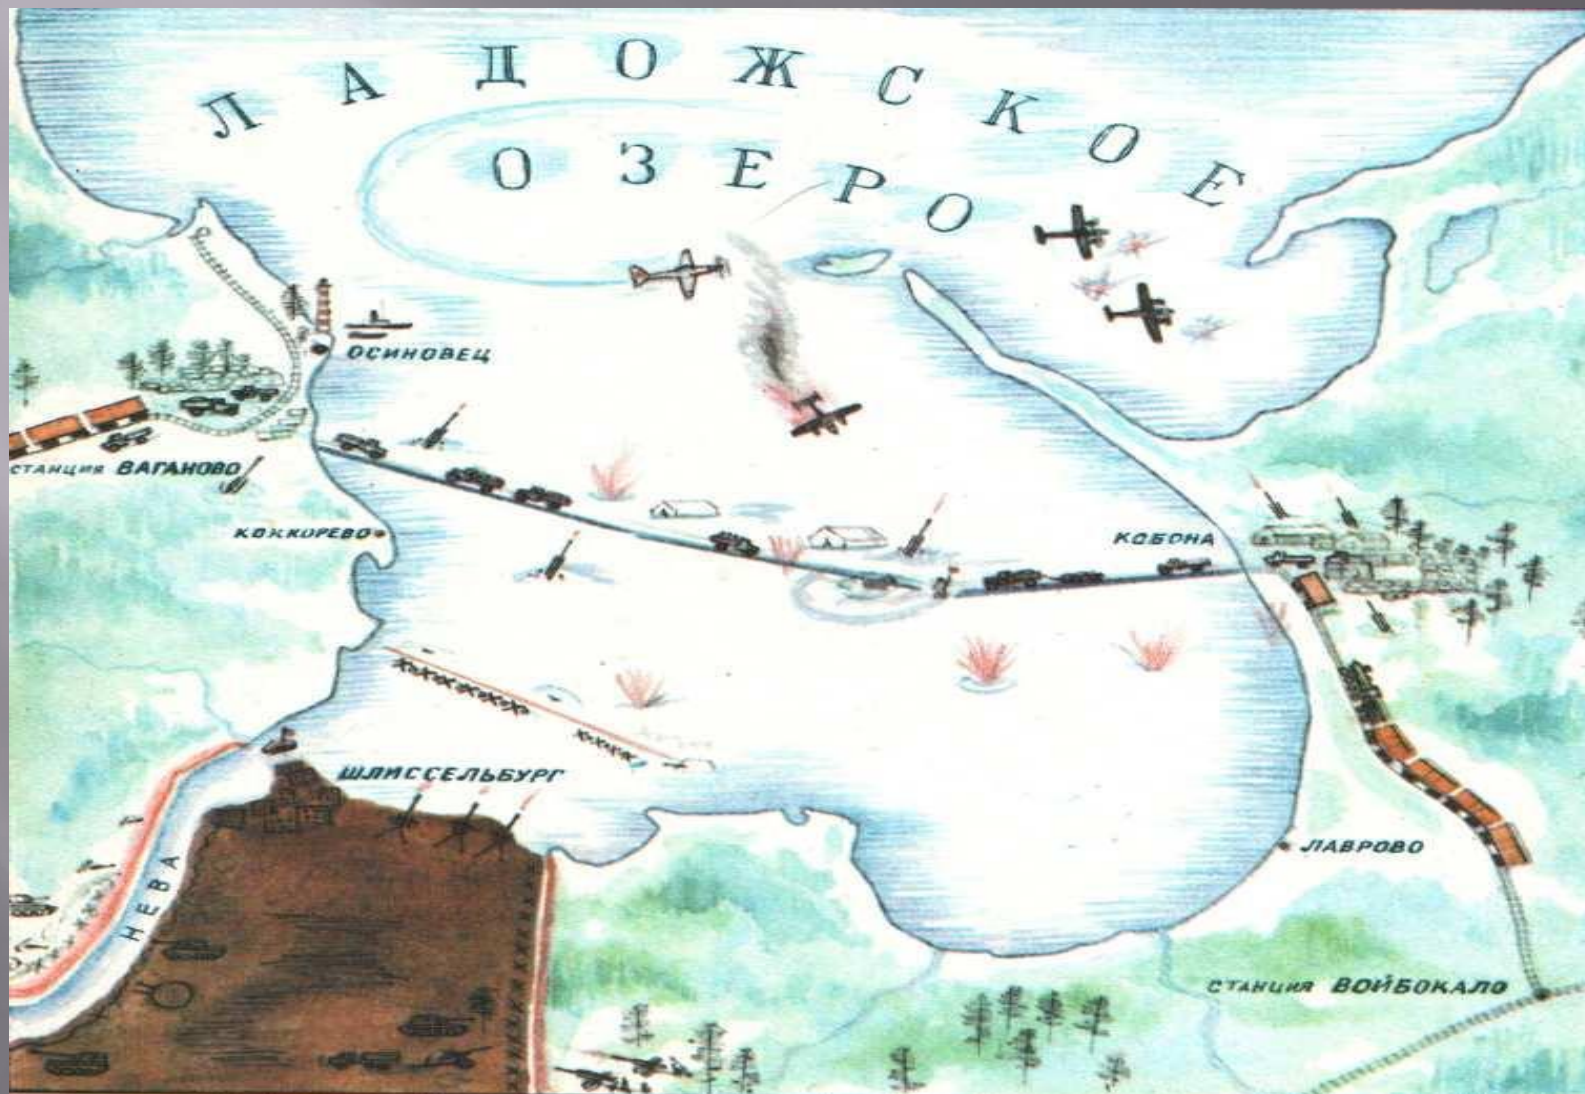 ЛАДОЖСКОЕ
ОЗЕРО
ОСИНОВЕЦ
СТАНЦИЯ ВАГАНОВО
КОККОРЕВО
КОБОНА
ШЛИССЕЛЬБУРГ
ЛАВРОВО
НЕВА
СТАНЦИЯ ВОЙБОКАЛО